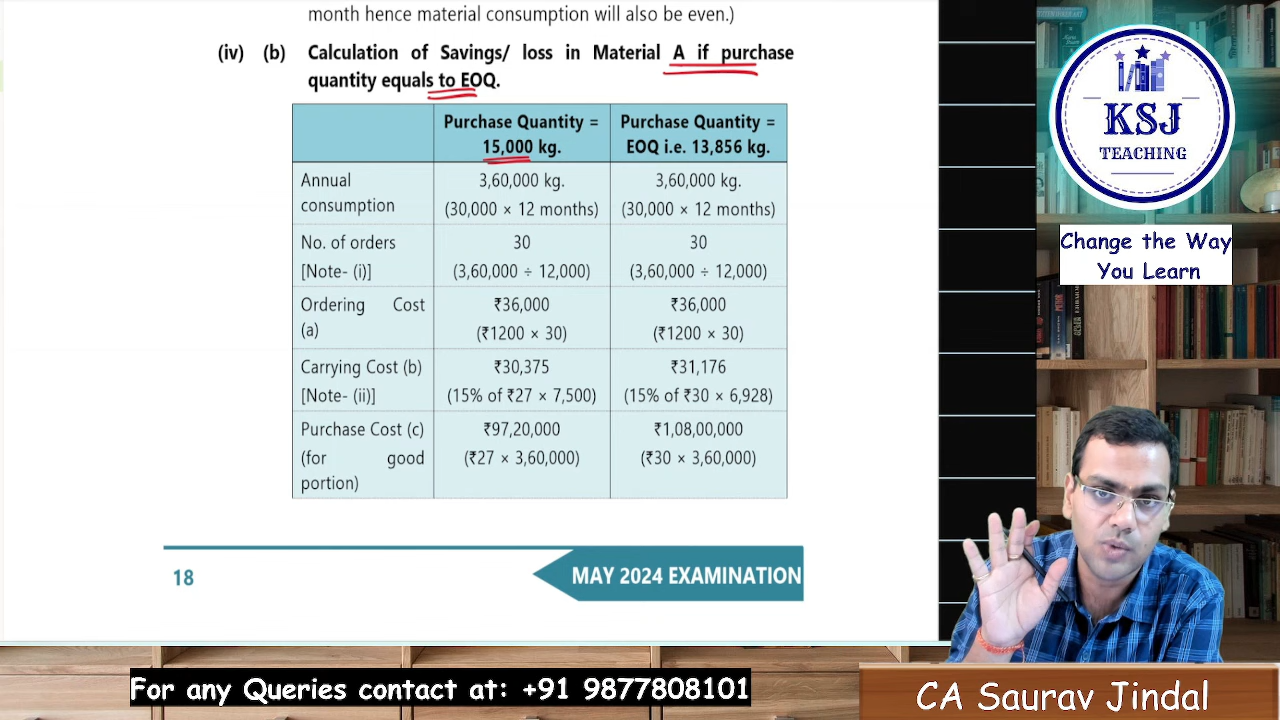 month hence material consumption will also be even.)
(iv) (b) Calculation of Savings/ loss in Material A if purchase
quantity equals to EOQ.
Purchase Quantity = Purchase Quantity =
15,000 kg. EOQ i.e. 13,856 kg.
Annual 3,60,000 kg. 3,60,000 kg.
consumption (30,000 × 12 months) (30,000 × 12 months)
No. of orders 30 30
[Note- (i)] (3,60,000 ÷ 12,000) (3,60,000 ÷ 12,000)
Ordering Cost ₹36,000 ₹36,000
(a) (₹1200 × 30) (₹1200 × 30)
Carrying Cost (b) ₹30,375 ₹31,176
[Note- (ii)] (15% of ₹27 × 7,500) (15% of ₹30 × 6,928)
Purchase Cost (c) ₹97,20,000 ₹1,08,00,000
(for good (₹27 × 3,60,000) (₹30 × 3,60,000)
portion)
18 MAY 2024 EXAMINATION
KSJ
TEACHING
Change the Way
You Learn
For any Queries contact at: +91 9877808101
CA Saurav Jindal